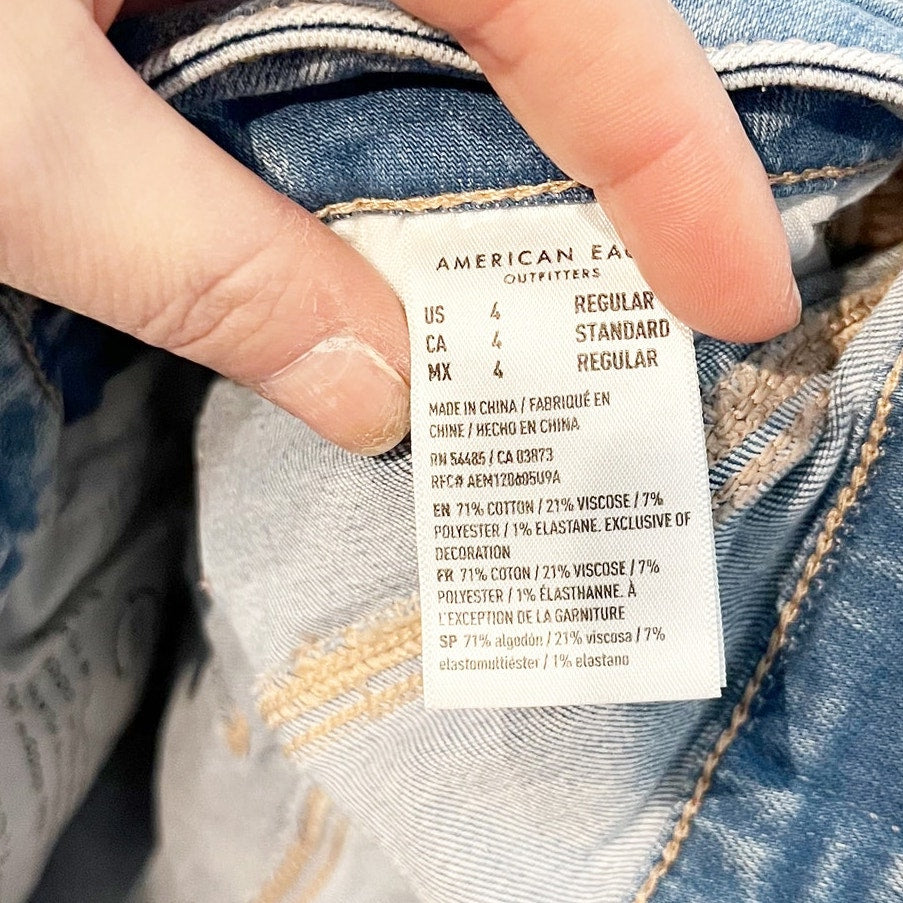 AMERICAN
OUTFITTERS
US 4 REGULAR
CA 4 STANDARD
MX 4 REGULAR
MADE IN CHINA / FABRIQUÉ EN
CHINE / HECHO EN CHINA
RN 54485 / CA 03873
RFC# AEM120605U9A
EN 71% COTTON / 21% VISCOSE / 7%
POLYESTER / 1% ELASTANE. EXCLUSIVE OF
DECORATION
FR 71% COTON / 21% VISCOSE / 7%
POLYESTER / 1% ÉLASTHANNE. À
L'EXCEPTION DE LA GARNITURE
SP 71% algodón / 21% viscosa / 7%
elastomultiéster / 1% elastano